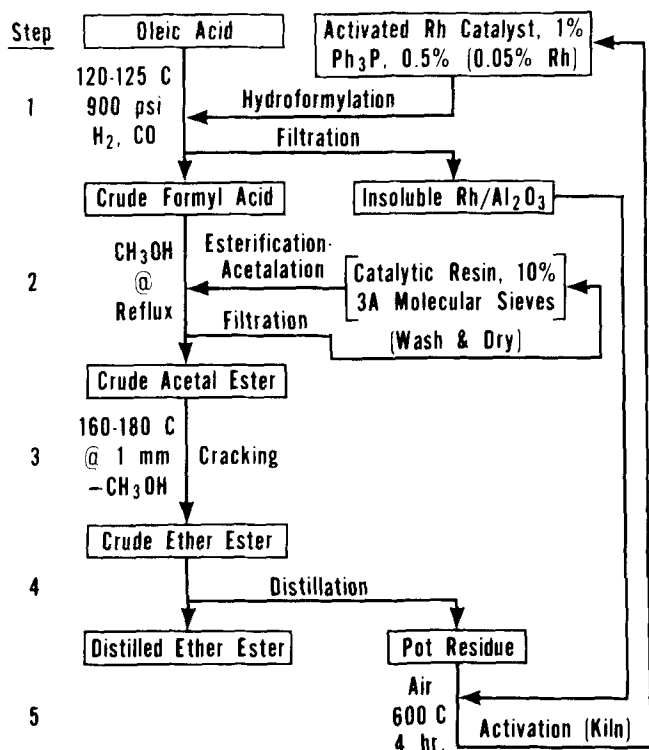 Step
Oleic Acid
Activated Rh Catalyst, 1%
Ph₃P, 0.5% (0.05% Rh)
1
120-125 C
900 psi
H₂, CO
Hydroformylation
Filtration
Crude Formyl Acid
Insoluble Rh/Al₂O₃
2
CH₃OH
@
Reflux
Esterification-
Acetalation
Catalytic Resin, 10%
3A Molecular Sieves
Filtration
(Wash & Dry)
Crude Acetal Ester
3
160-180 C
@ 1 mm
–CH₃OH
Cracking
Crude Ether Ester
4
Distillation
Distilled Ether Ester
Pot Residue
5
Air
600 C
4 hr.
Activation (Kiln)